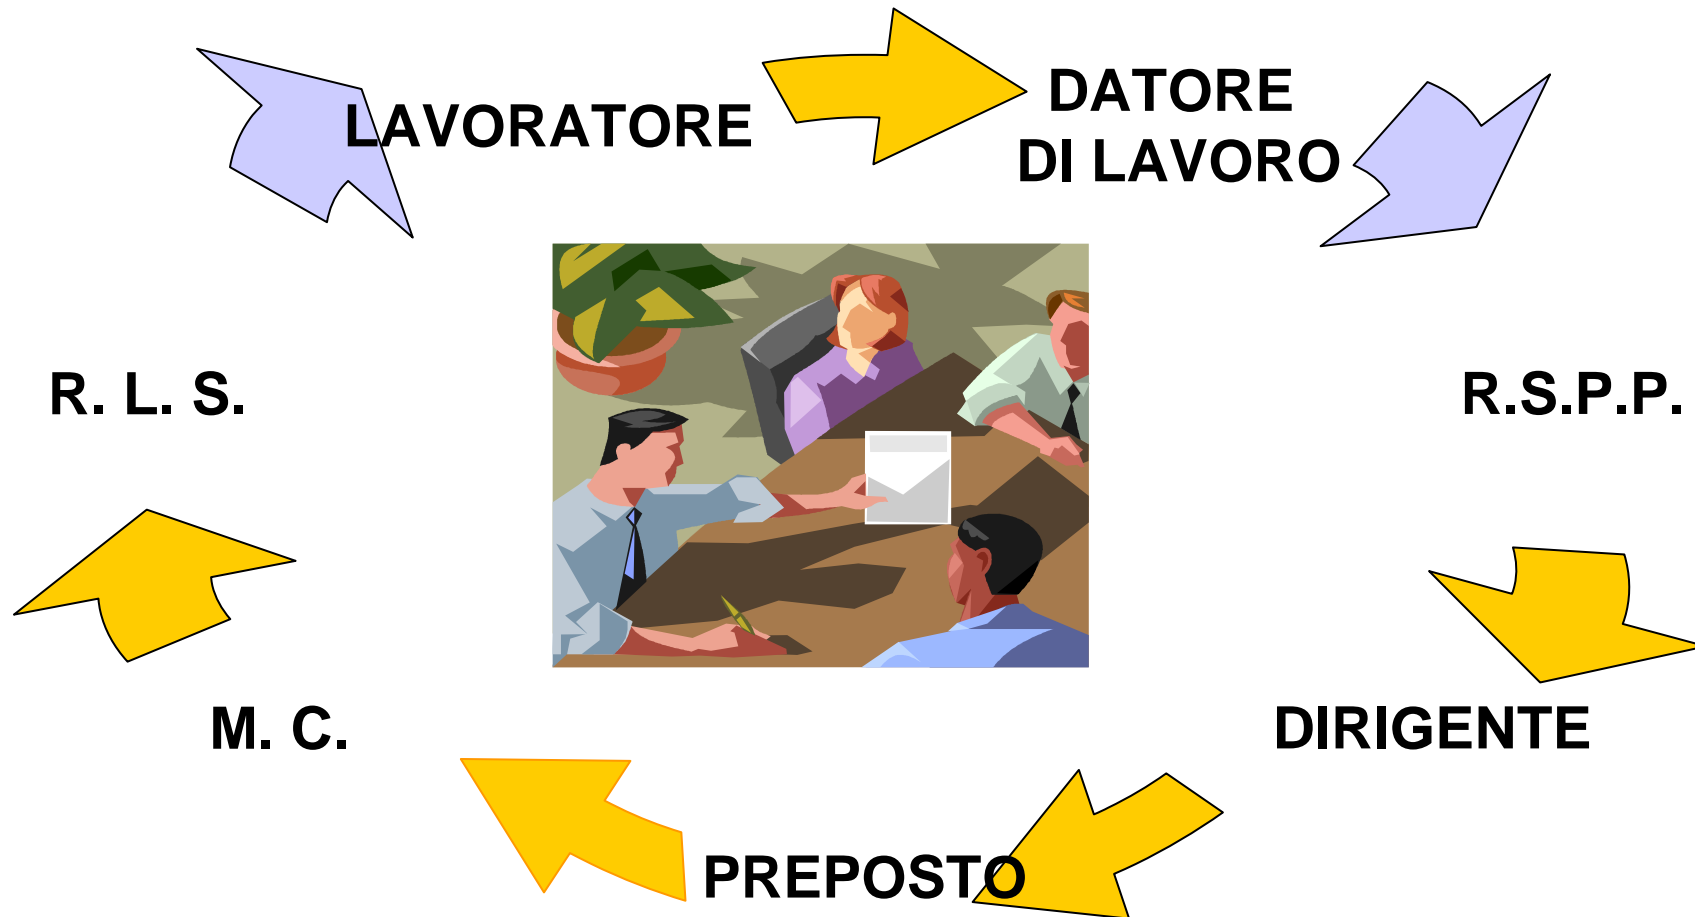 LAVORATORE
DATORE
DI LAVORO
R. L. S.
R.S.P.P.
M. C.
DIRIGENTE
PREPOSTO